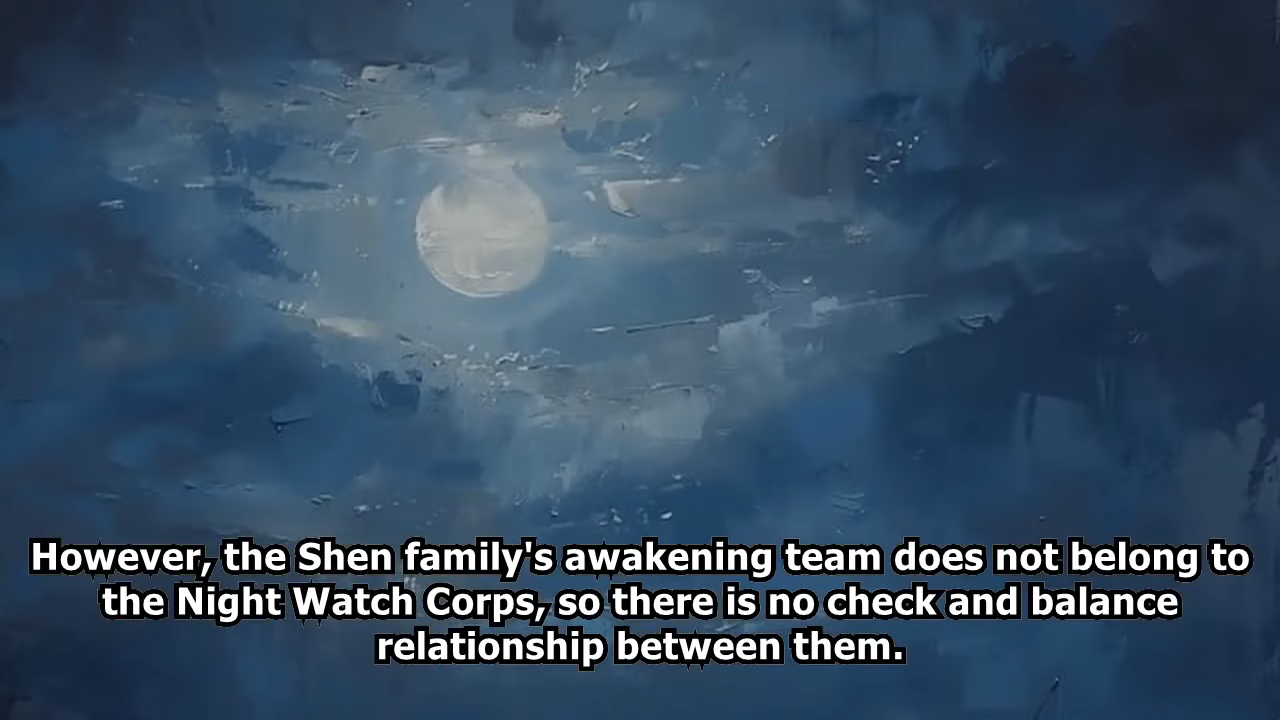 However, the Shen family's awakening team does not belong to
the Night Watch Corps, so there is no check and balance
relationship between them.